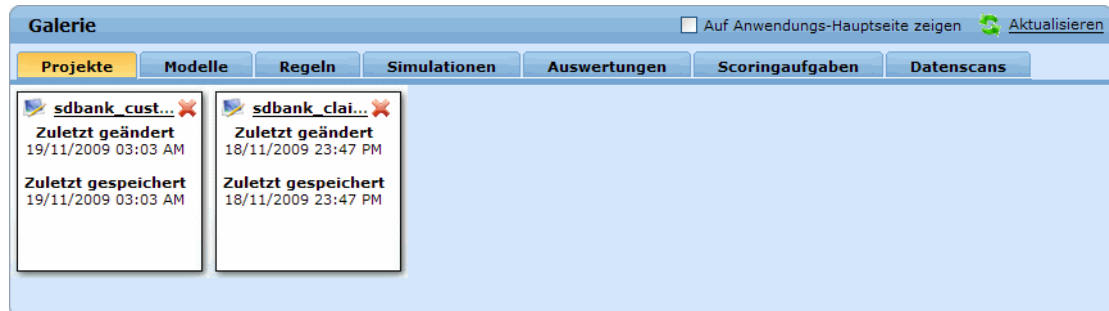 Galerie
Auf Anwendungs-Hauptseite zeigen
Aktualisieren
Projekte Modelle Regeln Simulationen Auswertungen Scoringaufgaben Datenscans
sdbank_cust...
Zuletzt geändert
19/11/2009 03:03 AM
Zuletzt gespeichert
19/11/2009 03:03 AM
sdbank_clai...
Zuletzt geändert
18/11/2009 23:47 PM
Zuletzt gespeichert
18/11/2009 23:47 PM